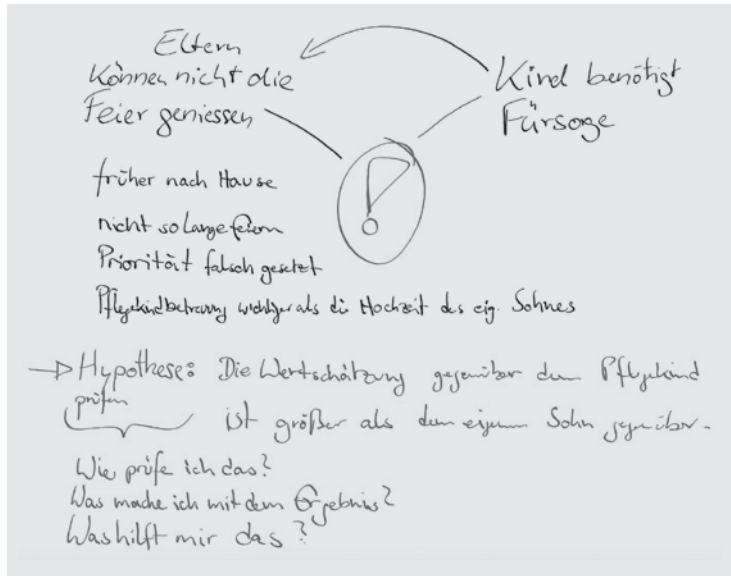 Eltern
können nicht die
Feier geniessen
Kind benötigt
Fürsorge
früher nach Hause
nicht so lange feiern
Priorität falsch gesetzt
Pflegekindbetreuung wichtiger als die Hochzeit des eig. Sohnes
→ Hypothese: Die Wertschätzung gegenüber dem Pflegekind
prüfen
ist größer als dem eigenen Sohn gegenüber.
Wie prüfe ich das?
Was mache ich mit dem Ergebnis?
Was hilft mir das?